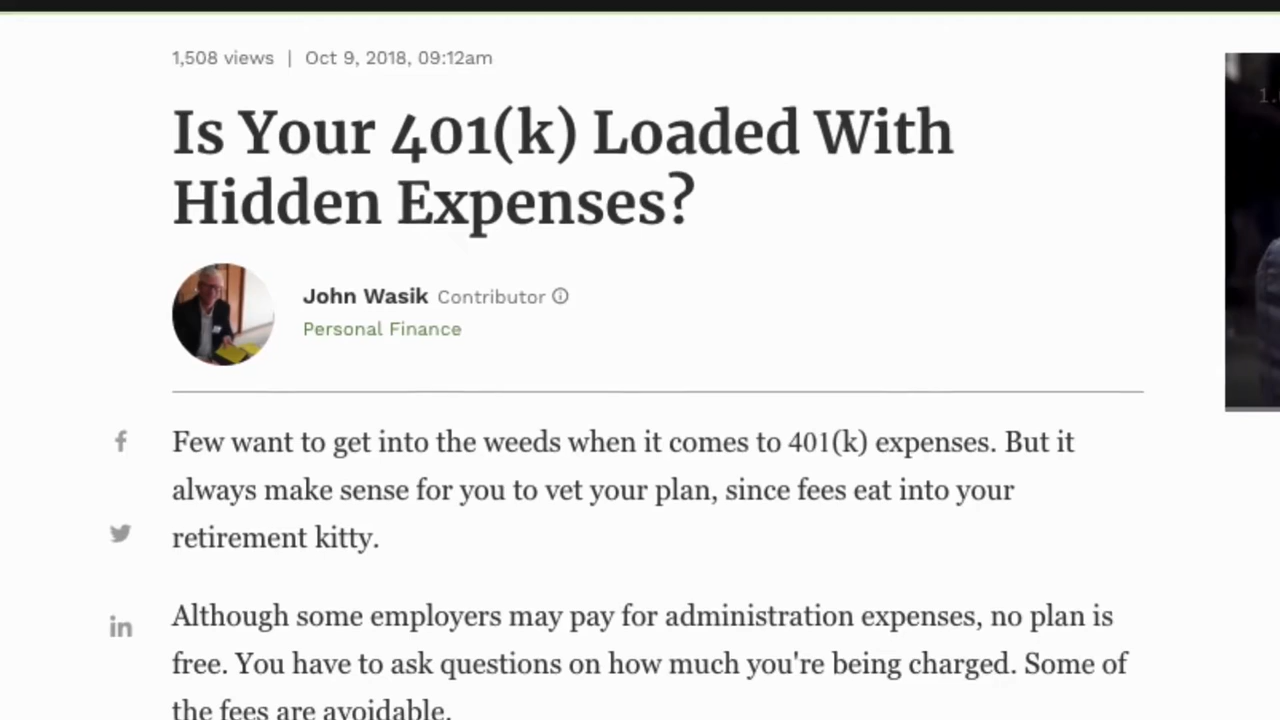 1,508 views | Oct 9, 2018, 09:12am
Is Your 401(k) Loaded With
Hidden Expenses?
John Wasik Contributor
Personal Finance
Few want to get into the weeds when it comes to 401(k) expenses. But it
always make sense for you to vet your plan, since fees eat into your
retirement kitty.
Although some employers may pay for administration expenses, no plan is
free. You have to ask questions on how much you're being charged. Some of
the fees are avoidable.